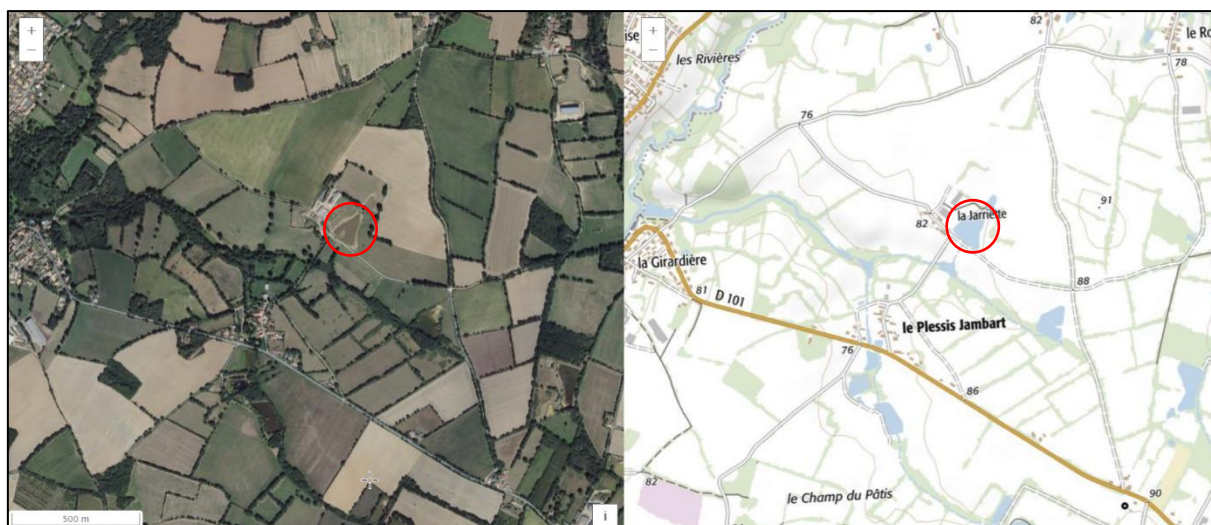 +
−
500 m
i
+
−
82
ise
les Rivières
le Ro
78
76
91
la Jarriette
82
la Girardière
88
81
D 101
le Plessis Jambart
76
86
82
le Champ du Pâtis
90